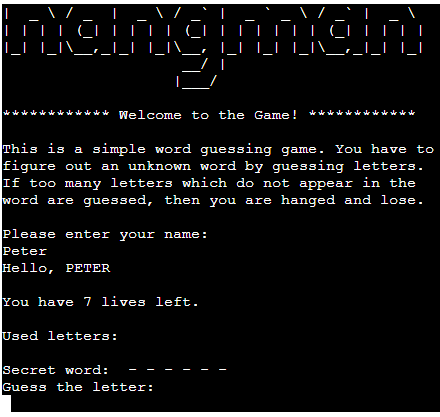 hangman
************ Welcome to the Game! ************
This is a simple word guessing game. You have to
figure out an unknown word by guessing letters.
If too many letters which do not appear in the
word are guessed, then you are hanged and lose.
Please enter your name:
Peter
Hello, PETER
You have 7 lives left.
Used letters:
Secret word:  - - - - - -
Guess the letter: